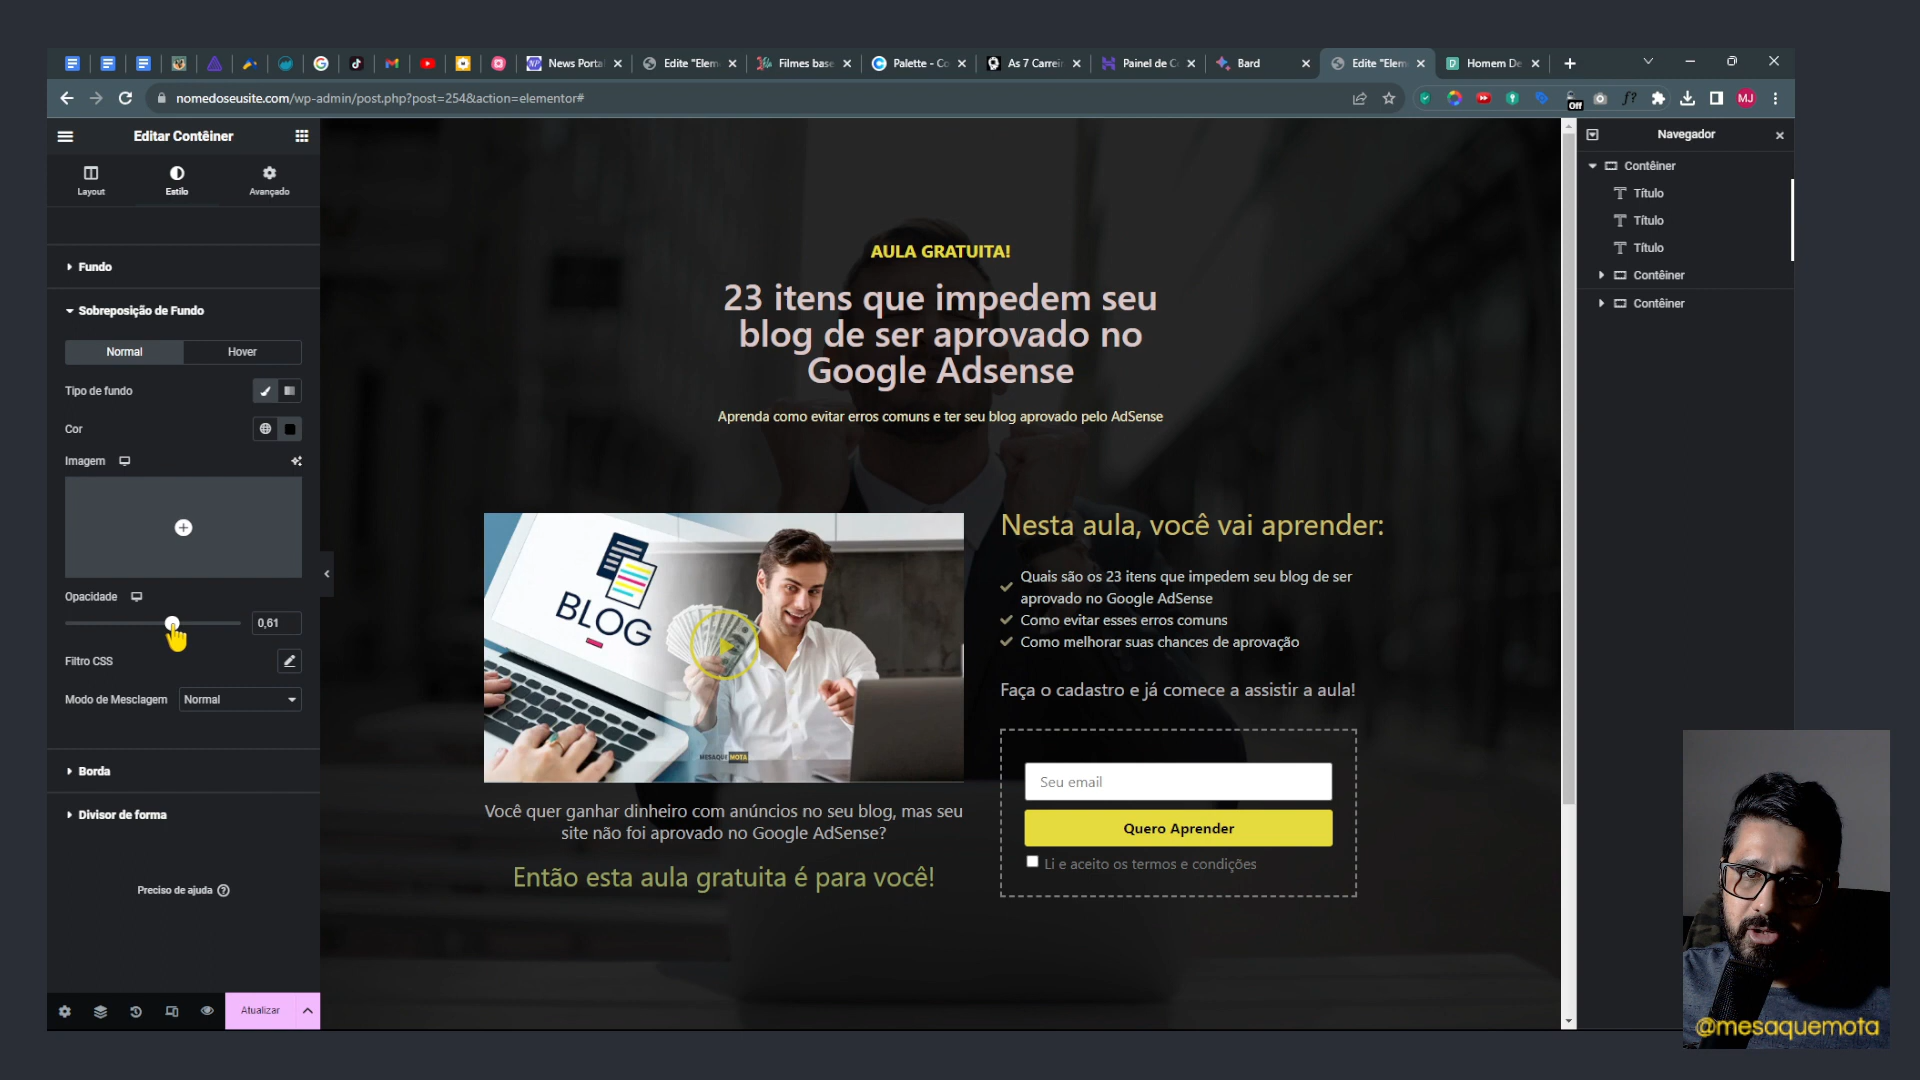 News Porta
Edite "Elem
Filmes base
Palette - Co
As 7 Carrei
Painel de C
Bard
Edite "Elem
Homem De
nomedoseusite.com/wp-admin/post.php?post=254&action=elementor#
Off
f?
MJ
Editar Contêiner
Layout
Estilo
Avançado
Fundo
Sobreposição de Fundo
Normal
Hover
Tipo de fundo
Cor
Imagem
Opacidade
0,61
Filtro CSS
Modo de Mesclagem
Normal
Borda
Divisor de forma
Preciso de ajuda
Atualizar
AULA GRATUITA!
23 itens que impedem seu
blog de ser aprovado no
Google Adsense
Aprenda como evitar erros comuns e ter seu blog aprovado pelo AdSense
BLOG
MESAQUE MOTA
Você quer ganhar dinheiro com anúncios no seu blog, mas seu
site não foi aprovado no Google AdSense?
Então esta aula gratuita é para você!
Nesta aula, você vai aprender:
Quais são os 23 itens que impedem seu blog de ser
aprovado no Google AdSense
Como evitar esses erros comuns
Como melhorar suas chances de aprovação
Faça o cadastro e já comece a assistir a aula!
Seu email
Quero Aprender
Li e aceito os termos e condições
Navegador
Contêiner
Título
Título
Título
Contêiner
Contêiner
@mesaquemota